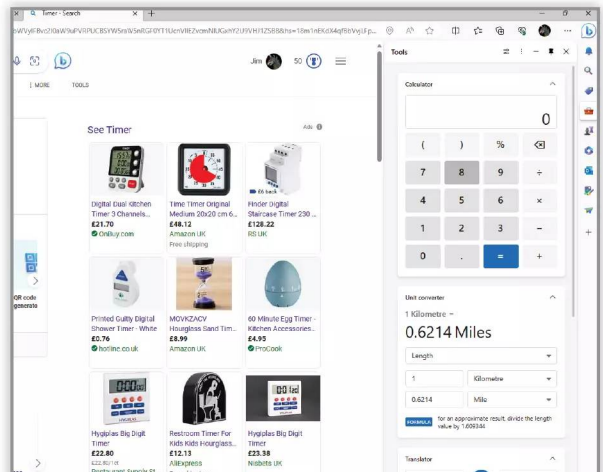 Timer - Search
Jim
50
| MORE
TOOLS
See Timer
Ads
Digital Dual Kitchen
Timer 3 Channels...
£21.70
OnBuy.com
Time Timer Original
Medium 20x20 cm 6...
£48.12
Amazon UK
Free shipping
£6 back
Finder Digital
Staircase Timer 230 ...
£128.22
RS UK
QR code
generato
Printed Guilty Digital
Shower Timer - White
£0.76
hotline.co.uk
MOVKZACV
Hourglass Sand Tim...
£8.99
Amazon UK
60 Minute Egg Timer -
Kitchen Accessories...
£4.95
ProCook
Hygiplas Big Digit
Timer
£22.80
Restroom Timer For
Kids Kids Hourglass...
£12.13
AliExpress
Hygiplas Big Digit
Timer
£23.38
Nisbets UK
Tools
Calculator
0
( ) %
7 8 9 ÷
4 5 6 ×
1 2 3 −
0 . = +
Unit converter
1 Kilometre =
0.6214 Miles
Length
1 Kilometre
0.6214 Mile
FORMULA for an approximate result, divide the length
value by 1.609344
Translator